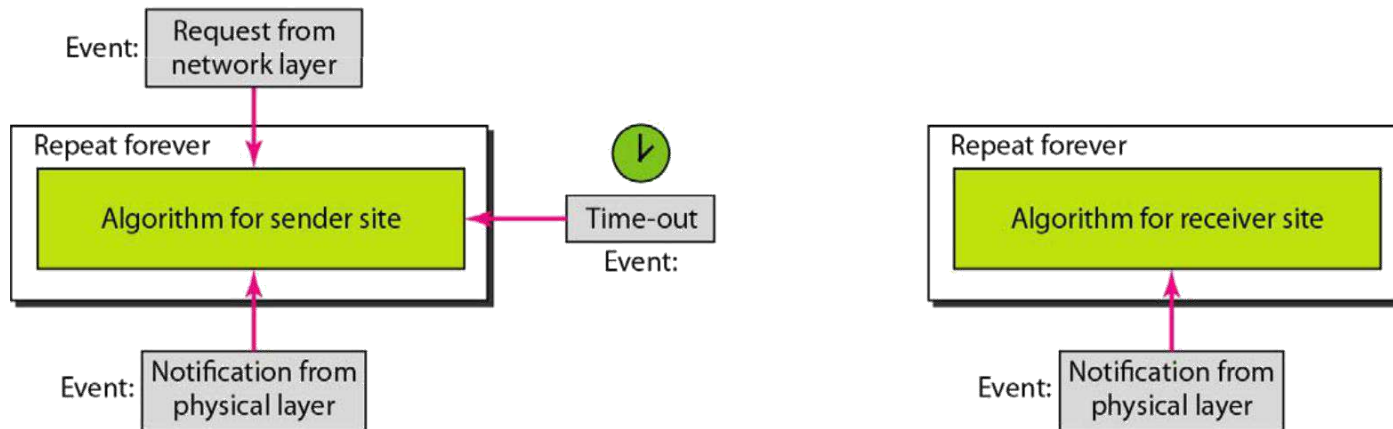 Event:
Request from
network layer
Repeat forever
Algorithm for sender site
Time-out
Event:
Event:
Notification from
physical layer
Repeat forever
Algorithm for receiver site
Event:
Notification from
physical layer